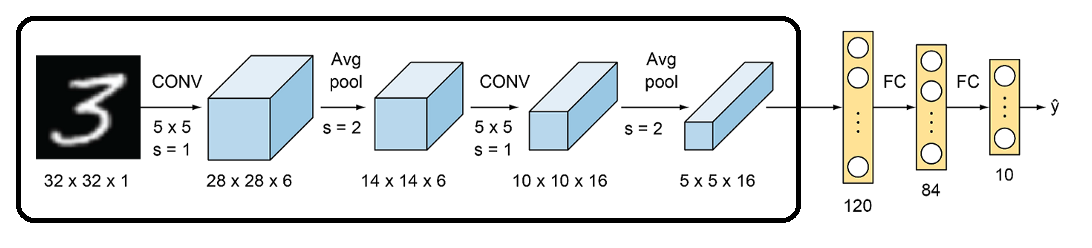 CONV
5 x 5
s = 1
Avg
pool
s = 2
CONV
5 x 5
s = 1
Avg
pool
s = 2
FC
FC
ŷ
3
32 x 32 x 1
28 x 28 x 6
14 x 14 x 6
10 x 10 x 16
5 x 5 x 16
120
84
10